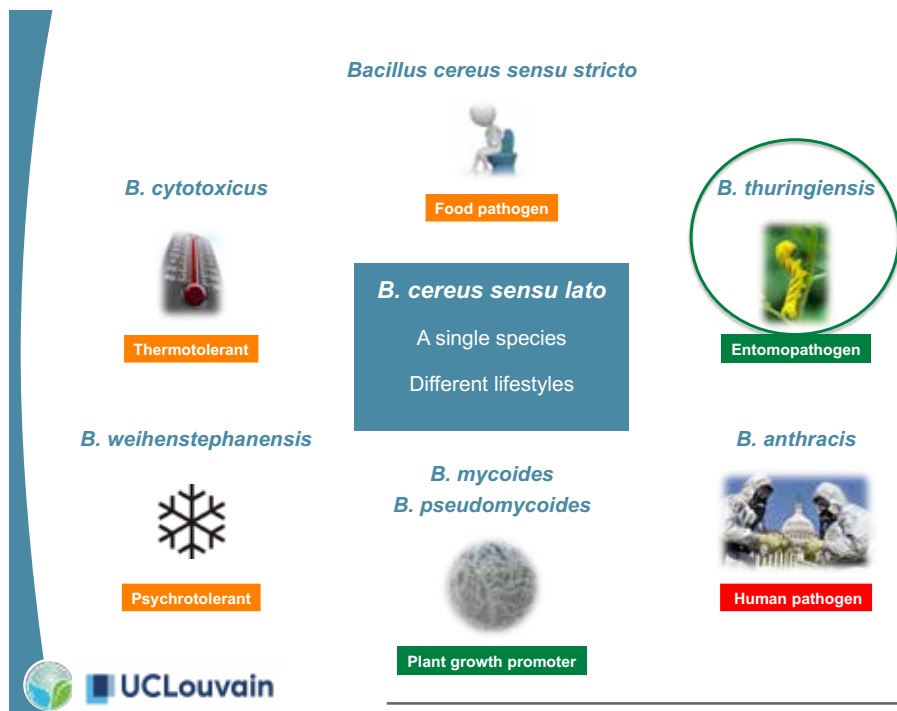 Bacillus cereus sensu stricto
Food pathogen
B. cytotoxicus
Thermotolerant
B. thuringiensis
Entomopathogen
B. cereus sensu lato
A single species
Different lifestyles
B. weihenstephanensis
Psychrotolerant
B. mycoides
B. pseudomycoides
Plant growth promoter
B. anthracis
Human pathogen
UCLouvain